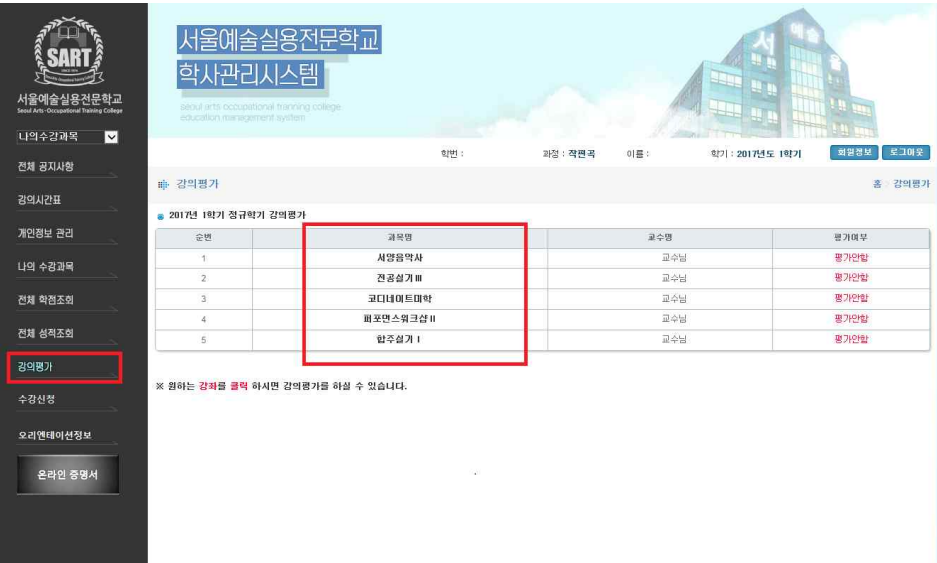 SART
서울예술실용전문학교
Seoul Arts-Occupational Training College
나의수강과목
전체 공지사항
강의시간표
개인정보 관리
나의 수강과목
전체 학점조회
전체 성적조회
강의평가
수강신청
오리엔테이션정보
온라인 증명서
서울예술실용전문학교
학사관리시스템
seoul arts occupational tranning college
education management system
서 울 예 술
학번 : 과정 : 작편곡 이름 : 학기 : 2017년도 1학기 회원정보 로그아웃
강의평가 홈 강의평가
2017년 1학기 정규학기 강의평가
순번 과목명 교수명 평가여부
1 서양음악사 교수님 평가안함
2 전공실기Ⅲ 교수님 평가안함
3 코디네이트미학 교수님 평가안함
4 퍼포먼스워크샵Ⅱ 교수님 평가안함
5 합주실기Ⅰ 교수님 평가안함
※ 원하는 강좌를 클릭 하시면 강의평가를 하실 수 있습니다.